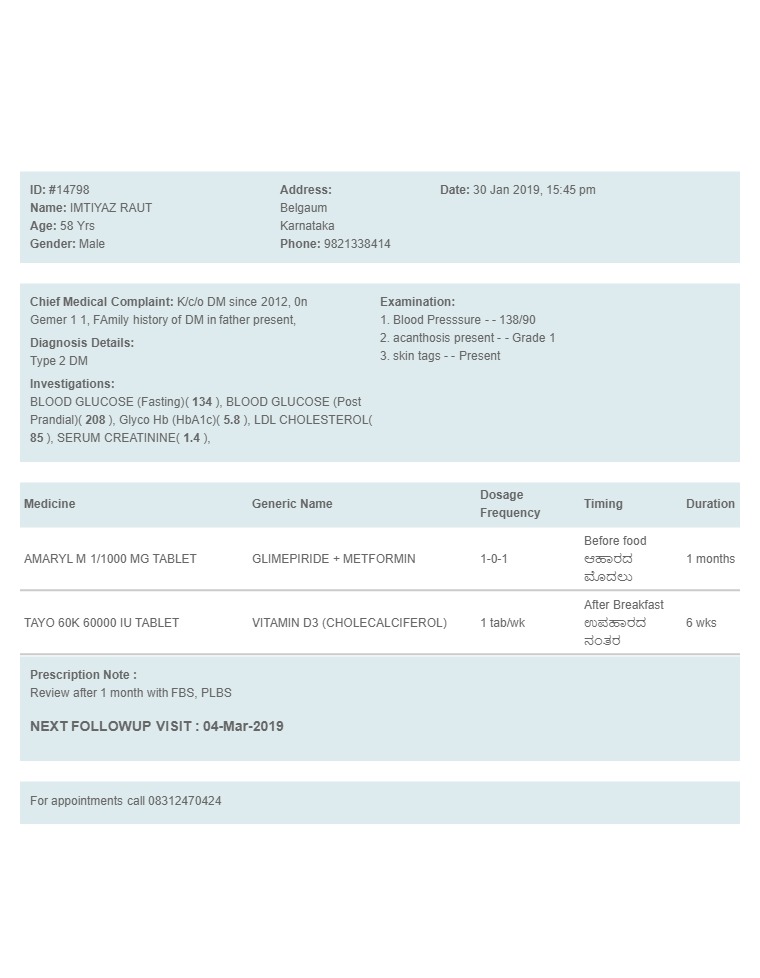 ID: #14798
Name: IMTIYAZ RAUT
Age: 58 Yrs
Gender: Male
Address:
Belgaum
Karnataka
Phone: 9821338414
Date: 30 Jan 2019, 15:45 pm
Chief Medical Complaint: K/c/o DM since 2012, 0n
Gemer 1 1, FAmily history of DM in father present,
Diagnosis Details:
Type 2 DM
Investigations:
BLOOD GLUCOSE (Fasting)( 134 ), BLOOD GLUCOSE (Post
Prandial)( 208 ), Glyco Hb (HbA1c)( 5.8 ), LDL CHOLESTEROL(
85 ), SERUM CREATININE( 1.4 ),
Examination:
1. Blood Presssure - - 138/90
2. acanthosis present - - Grade 1
3. skin tags - - Present
Medicine Generic Name Dosage Frequency Timing Duration
AMARYL M 1/1000 MG TABLET GLIMEPIRIDE + METFORMIN 1-0-1 Before food 1 months
ಆಹಾರದ
ಮೊದಲು
TAYO 60K 60000 IU TABLET VITAMIN D3 (CHOLECALCIFEROL) 1 tab/wk After Breakfast 6 wks
ಉಪಹಾರದ
ನಂತರ
Prescription Note :
Review after 1 month with FBS, PLBS
NEXT FOLLOWUP VISIT : 04-Mar-2019
For appointments call 08312470424